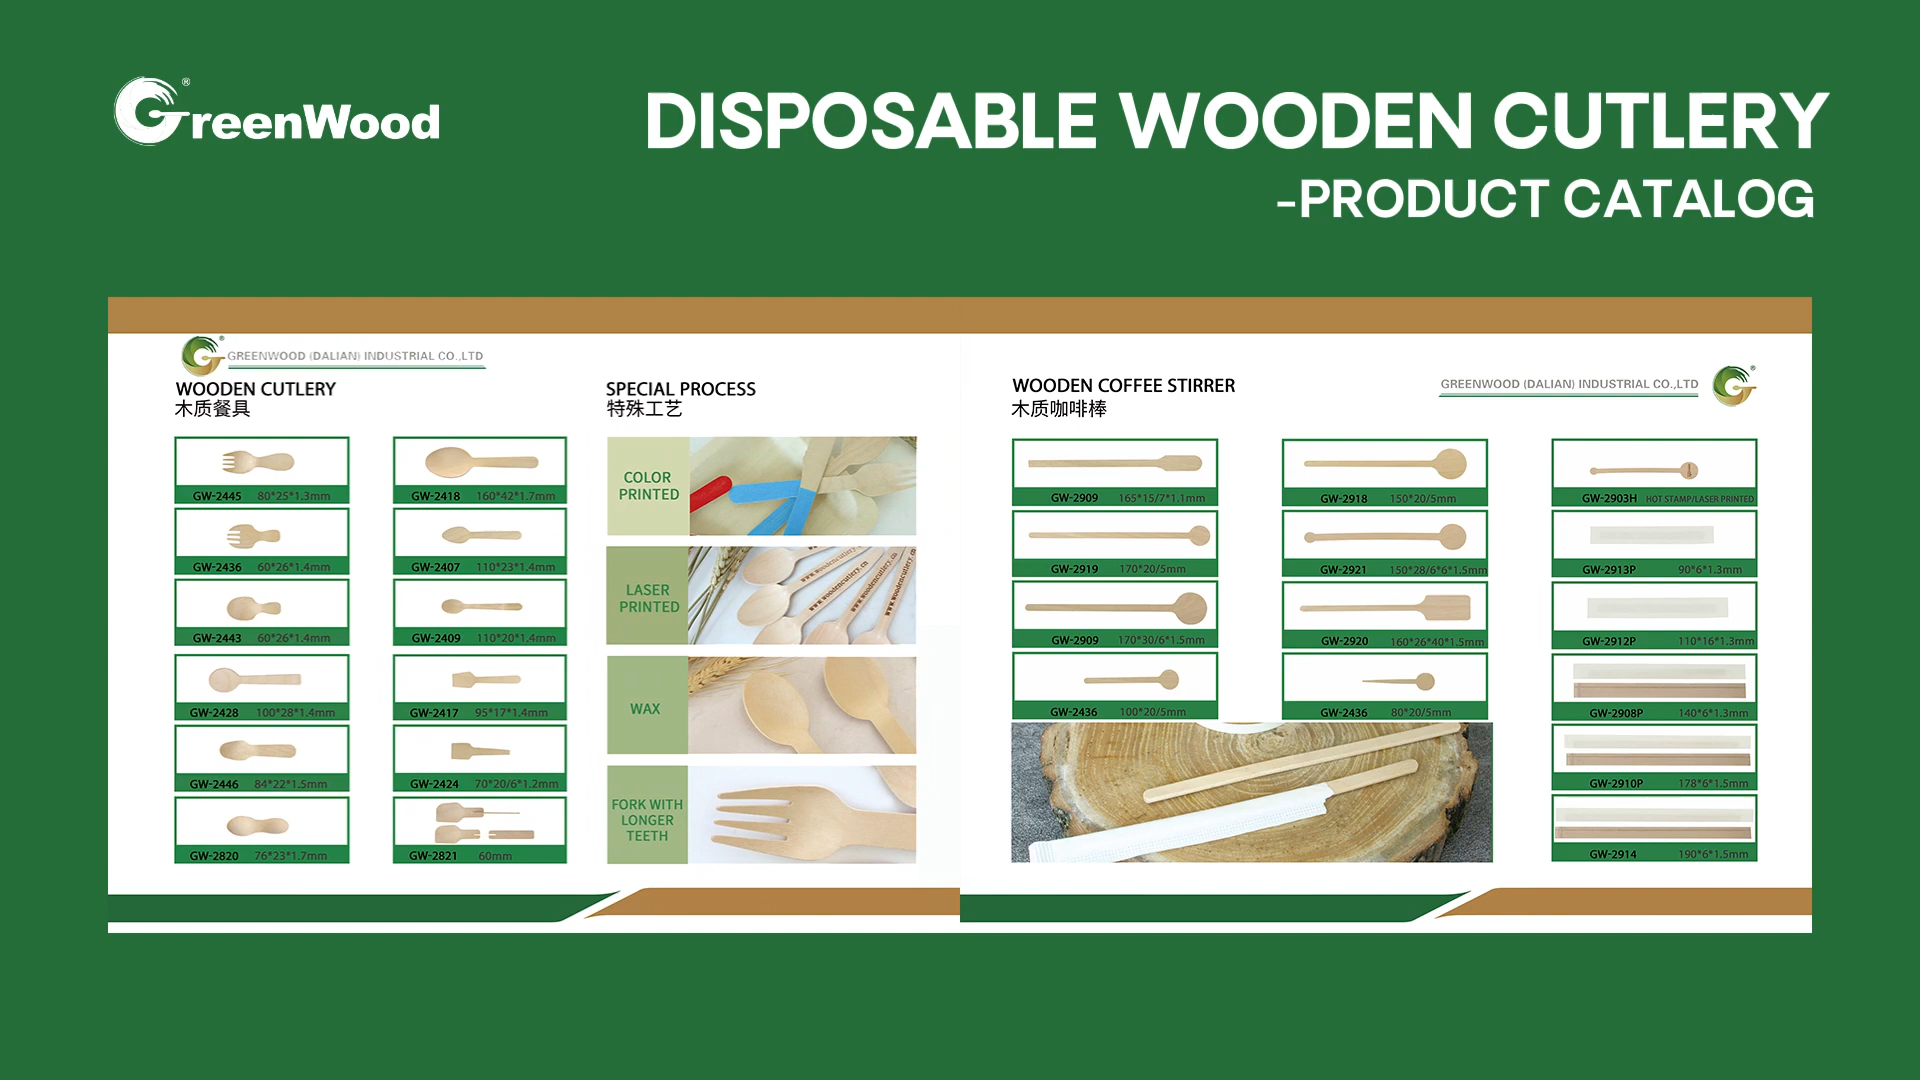 GreenWood®
DISPOSABLE WOODEN CUTLERY
-PRODUCT CATALOG
GREENWOOD (DALIAN) INDUSTRIAL CO.,LTD
WOODEN CUTLERY
木质餐具
GW-2445 80*25*1.3mm
GW-2436 60*26*1.4mm
GW-2443 60*26*1.4mm
GW-2428 100*28*1.4mm
GW-2446 84*22*1.5mm
GW-2820 76*23*1.7mm
GW-2418 160*42*1.7mm
GW-2407 110*23*1.4mm
GW-2409 110*20*1.4mm
GW-2417 95*17*1.4mm
GW-2424 70*20/6*1.2mm
GW-2821 60mm
SPECIAL PROCESS
特殊工艺
COLOR
PRINTED
LASER
PRINTED
www.woodencutlery.cn
www.woodencutlery.cn
www.woodencutlery.cn
WAX
FORK WITH
LONGER
TEETH
WOODEN COFFEE STIRRER
木质咖啡棒
GREENWOOD (DALIAN) INDUSTRIAL CO.,LTD
GW-2909 165*15/7*1.1mm
GW-2919 170*20/5mm
GW-2909 170*30/6*1.5mm
GW-2436 100*20/5mm
GW-2918 150*20/5mm
GW-2921 150*28/6*6*1.5mm
GW-2920 160*26*40*1.5mm
GW-2436 80*20/5mm
GW-2903H HOT STAMP/LASER PRINTED
GW-2913P 90*6*1.3mm
GW-2912P 110*16*1.3mm
GW-2908P 140*6*1.3mm
GW-2910P 178*6*1.5mm
GW-2914 190*6*1.5mm